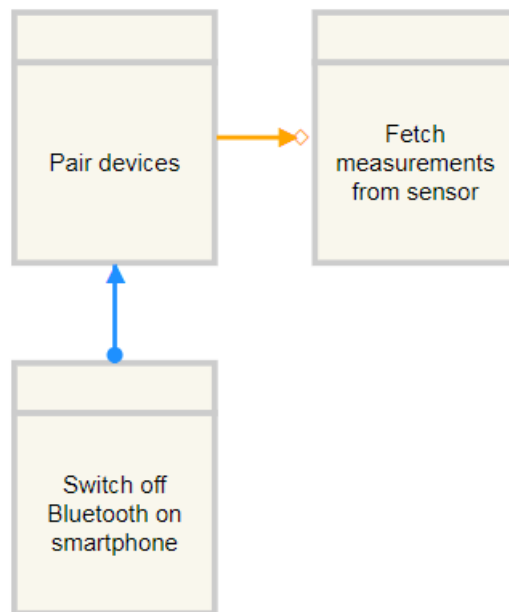 Pair devices
Fetch
measurements
from sensor
Switch off
Bluetooth on
smartphone